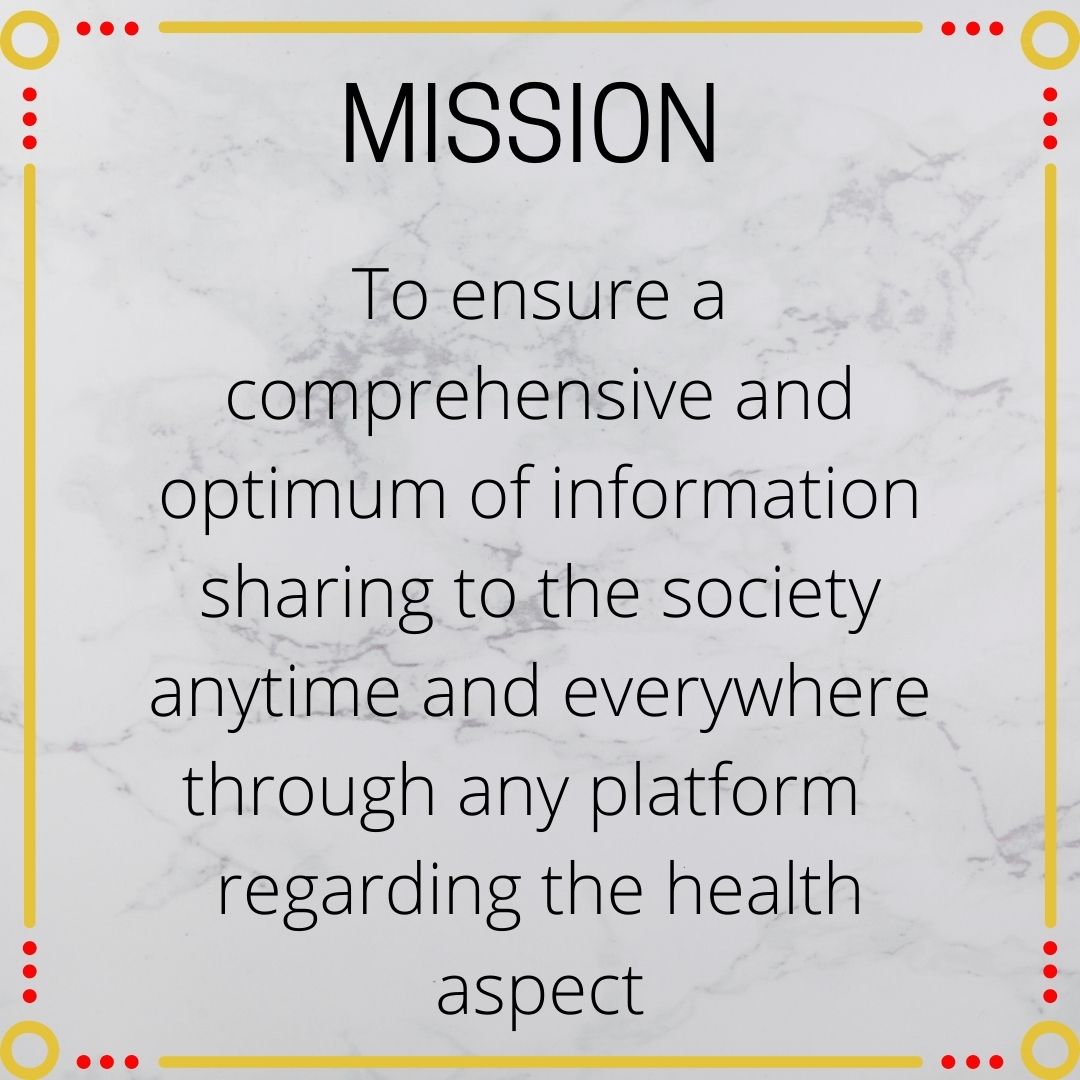 MISSION
To ensure a
comprehensive and
optimum of information
sharing to the society
anytime and everywhere
through any platform
regarding the health
aspect